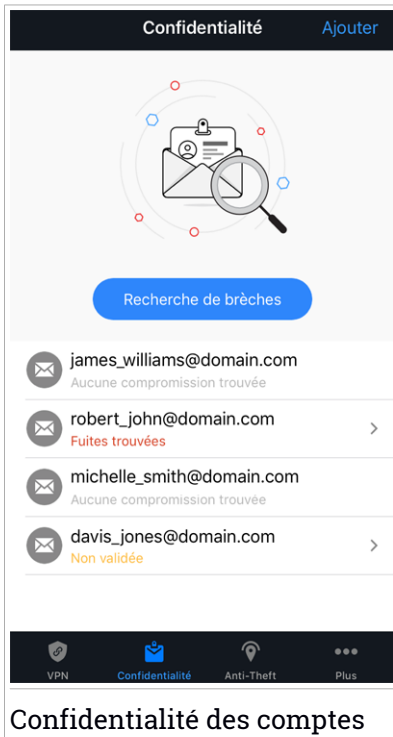 Confidentialité Ajouter
Recherche de brèches
james_williams@domain.com
Aucune compromission trouvée
robert_john@domain.com
Fuites trouvées
michelle_smith@domain.com
Aucune compromission trouvée
davis_jones@domain.com
Non validée
VPN Confidentialité Anti-Theft Plus
Confidentialité des comptes